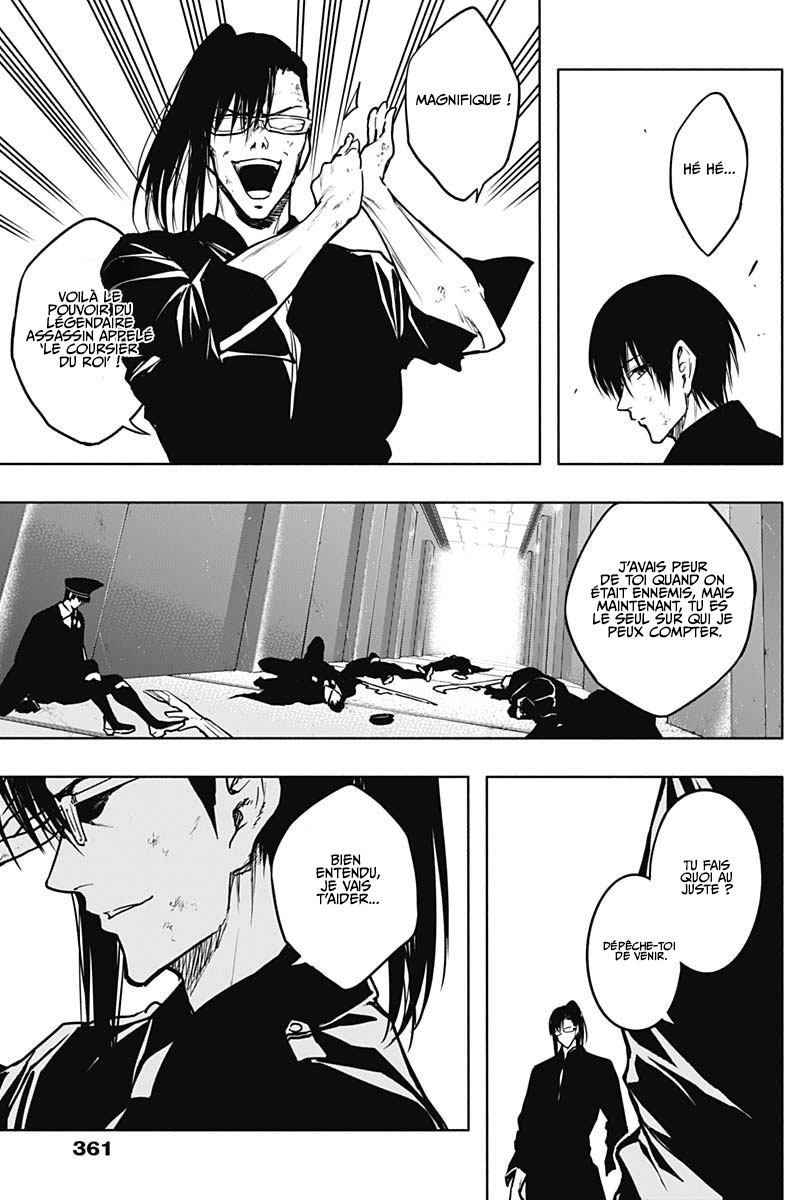 HÉ HÉ...
MAGNIFIQUE !
VOILÀ LE
POUVOIR DU
LÉGENDAIRE
ASSASSIN APPELÉ
'LE COURSIER
DU ROI' !
J'AVAIS PEUR
DE TOI QUAND ON
ÉTAIT ENNEMIS, MAIS
MAINTENANT, TU ES
LE SEUL SUR QUI JE
PEUX COMPTER.
TU FAIS
QUOI AU
JUSTE ?
DÉPÊCHE-TOI
DE VENIR.
BIEN
ENTENDU,
JE VAIS
T'AIDER...
361